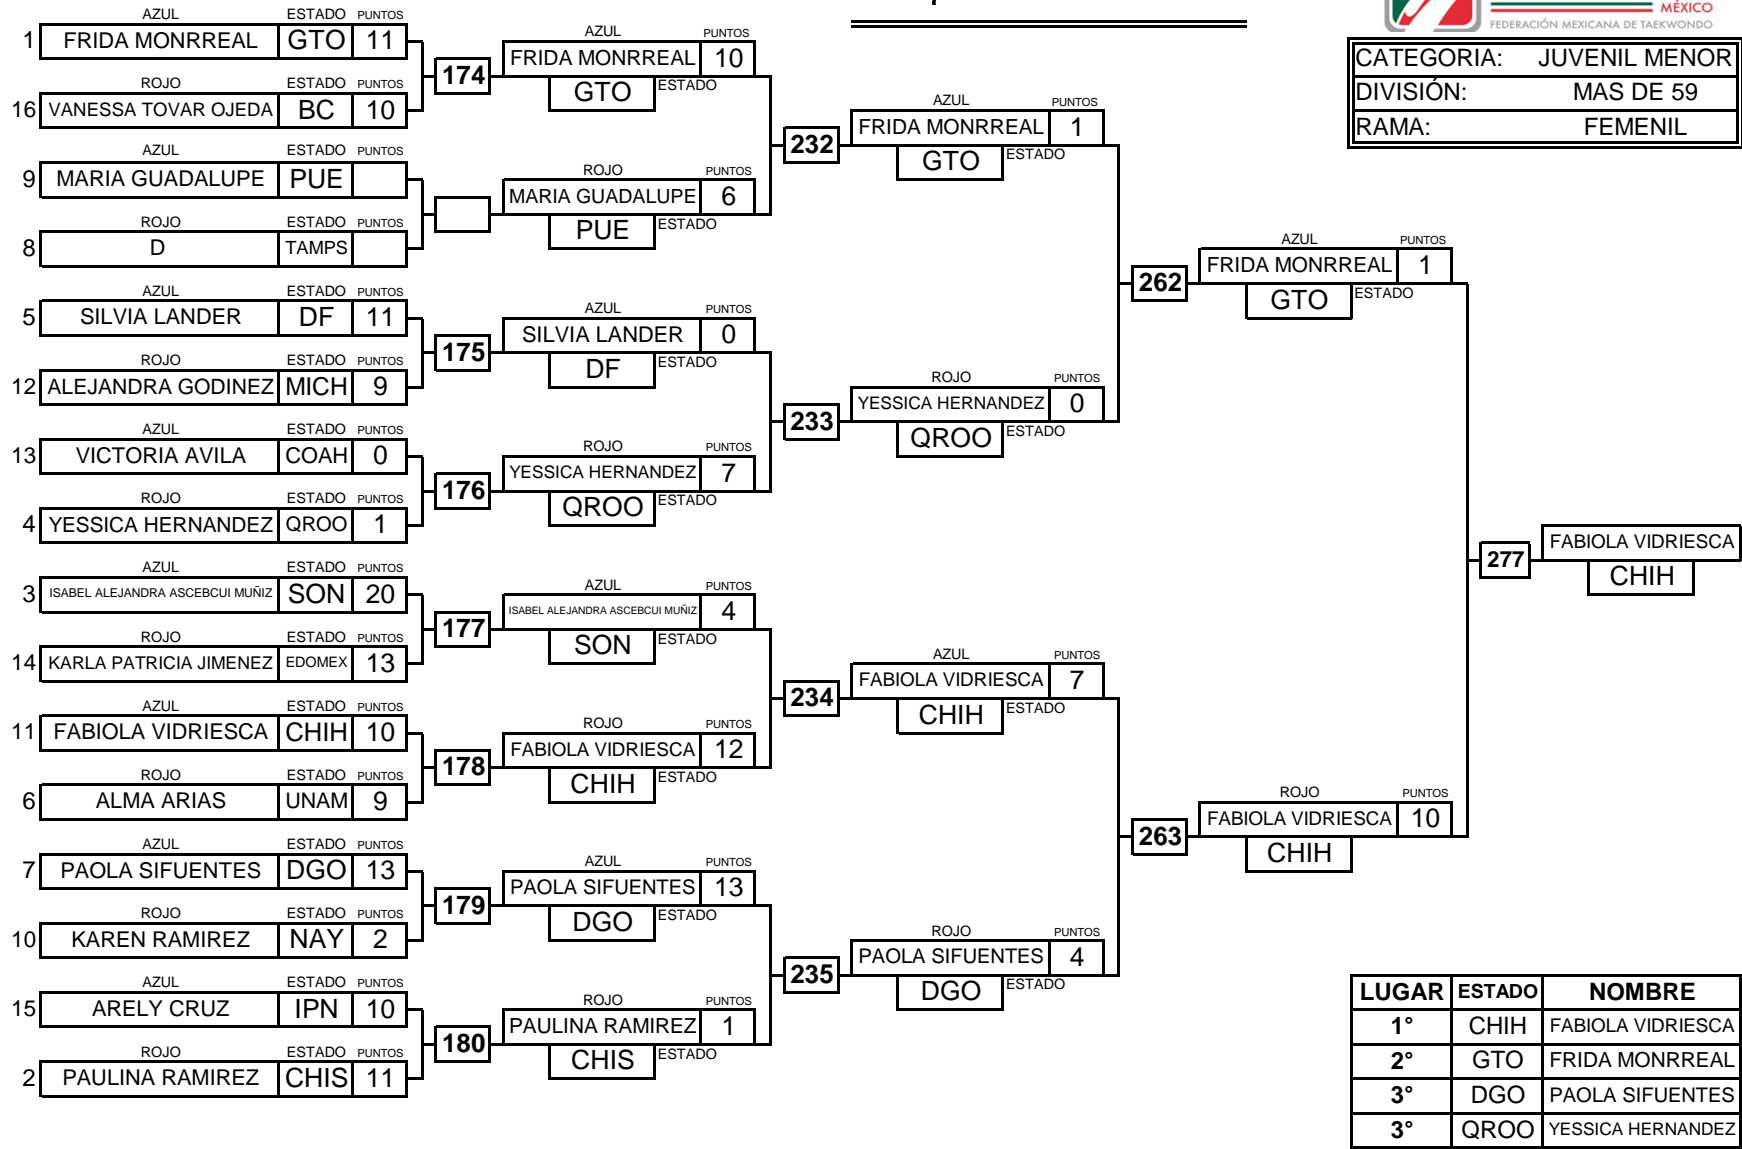 MÉXICO
FEDERACIÓN MEXICANA DE TAEKWONDO
CATEGORIA: JUVENIL MENOR
DIVISIÓN: MAS DE 59
RAMA: FEMENIL
AZUL ESTADO PUNTOS
1 FRIDA MONRREAL GTO 11
174
ROJO ESTADO PUNTOS
16 VANESSA TOVAR OJEDA BC 10
AZUL ESTADO PUNTOS
9 MARIA GUADALUPE PUE
ROJO ESTADO PUNTOS
8 D TAMPS
AZUL ESTADO PUNTOS
5 SILVIA LANDER DF 11
175
ROJO ESTADO PUNTOS
12 ALEJANDRA GODINEZ MICH 9
AZUL ESTADO PUNTOS
13 VICTORIA AVILA COAH 0
176
ROJO ESTADO PUNTOS
4 YESSICA HERNANDEZ QROO 1
AZUL ESTADO PUNTOS
3 ISABEL ALEJANDRA ASCEBCUI MUÑIZ SON 20
177
ROJO ESTADO PUNTOS
14 KARLA PATRICIA JIMENEZ EDOMEX 13
AZUL ESTADO PUNTOS
11 FABIOLA VIDRIESCA CHIH 10
178
ROJO ESTADO PUNTOS
6 ALMA ARIAS UNAM 9
AZUL ESTADO PUNTOS
7 PAOLA SIFUENTES DGO 13
179
ROJO ESTADO PUNTOS
10 KAREN RAMIREZ NAY 2
AZUL ESTADO PUNTOS
15 ARELY CRUZ IPN 10
180
ROJO ESTADO PUNTOS
2 PAULINA RAMIREZ CHIS 11
AZUL PUNTOS
FRIDA MONRREAL 10
GTO ESTADO
232
ROJO PUNTOS
MARIA GUADALUPE 6
PUE ESTADO
AZUL PUNTOS
SILVIA LANDER 0
DF ESTADO
233
ROJO PUNTOS
YESSICA HERNANDEZ 7
QROO ESTADO
AZUL PUNTOS
ISABEL ALEJANDRA ASCEBCUI MUÑIZ 4
SON ESTADO
234
ROJO PUNTOS
FABIOLA VIDRIESCA 12
CHIH ESTADO
AZUL PUNTOS
PAOLA SIFUENTES 13
DGO ESTADO
235
ROJO PUNTOS
PAULINA RAMIREZ 1
CHIS ESTADO
AZUL PUNTOS
FRIDA MONRREAL 1
GTO ESTADO
262
ROJO PUNTOS
YESSICA HERNANDEZ 0
QROO ESTADO
AZUL PUNTOS
FABIOLA VIDRIESCA 7
CHIH ESTADO
263
ROJO PUNTOS
PAOLA SIFUENTES 4
DGO ESTADO
AZUL PUNTOS
FRIDA MONRREAL 1
GTO ESTADO
277
ROJO PUNTOS
FABIOLA VIDRIESCA 10
CHIH
FABIOLA VIDRIESCA
CHIH
LUGAR ESTADO NOMBRE
1° CHIH FABIOLA VIDRIESCA
2° GTO FRIDA MONRREAL
3° DGO PAOLA SIFUENTES
3° QROO YESSICA HERNANDEZ